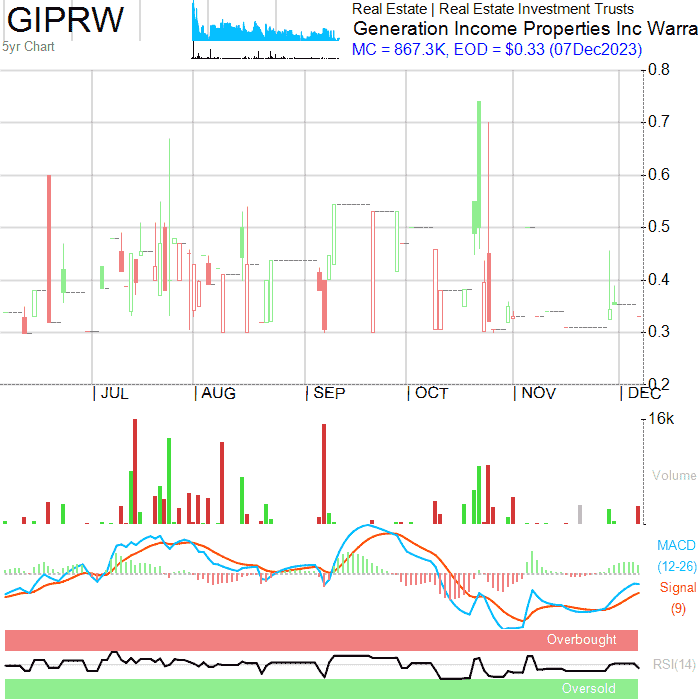 GIPRW
5yr Chart
Real Estate | Real Estate Investment Trusts
Generation Income Properties Inc Warra
MC = 867.3K, EOD = $0.33 (07Dec2023)
0.8
0.7
0.6
0.5
0.4
0.3
0.2
| JUL | AUG | SEP | OCT | NOV | DEC
16k
Volume
MACD
(12-26)
Signal
(9)
Overbought
RSI(14)
Oversold